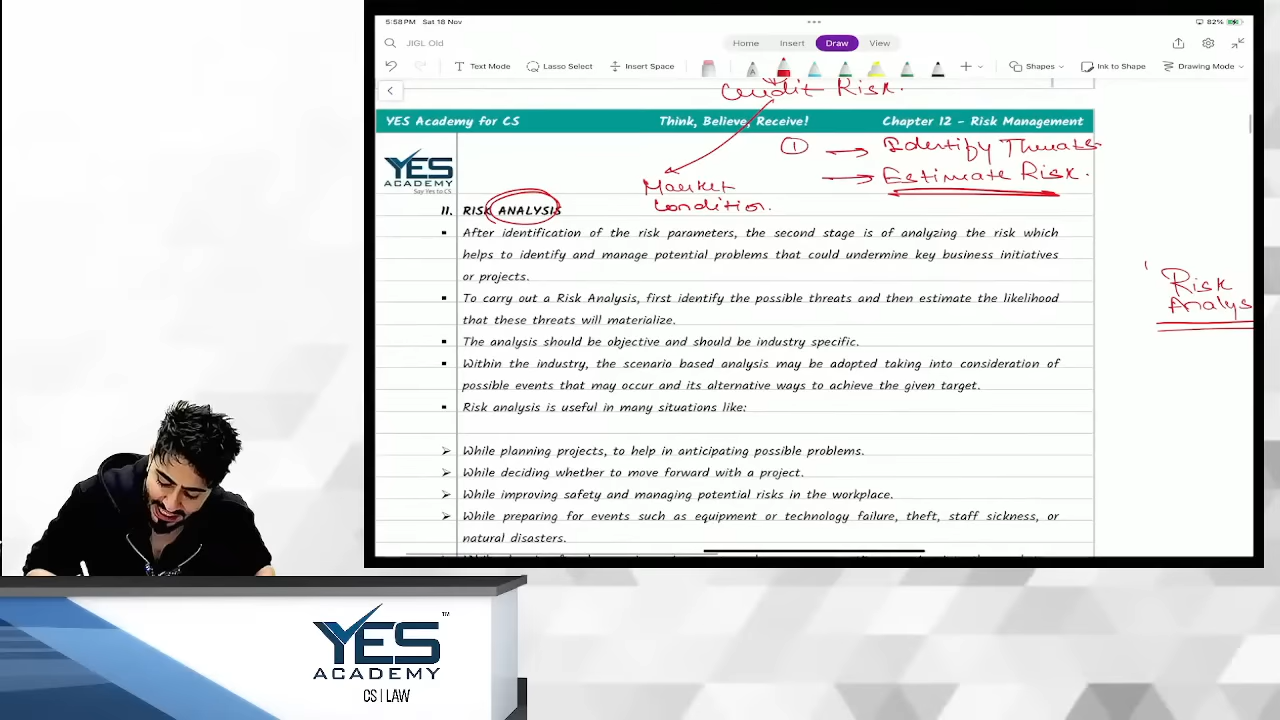 5:58 PM Sat 18 Nov
82%
JIGL Old
Home Insert Draw View
Text Mode Lasso Select Insert Space Shapes Ink to Shape Drawing Mode
Credit Risk.
YES Academy for CS Think, Believe, Receive! Chapter 12 - Risk Management
① → Identify Threates
→ Estimate Risk.
YES
ACADEMY
Say Yes to CS
Market
Condition.
II. RISK ANALYSIS
▪ After identification of the risk parameters, the second stage is of analyzing the risk which
helps to identify and manage potential problems that could undermine key business initiatives
or projects.
▪ To carry out a Risk Analysis, first identify the possible threats and then estimate the likelihood
that these threats will materialize.
▪ The analysis should be objective and should be industry specific.
▪ Within the industry, the scenario based analysis may be adopted taking into consideration of
possible events that may occur and its alternative ways to achieve the given target.
▪ Risk analysis is useful in many situations like:
➢ While planning projects, to help in anticipating possible problems.
➢ While deciding whether to move forward with a project.
➢ While improving safety and managing potential risks in the workplace.
➢ While preparing for events such as equipment or technology failure, theft, staff sickness, or
natural disasters.
Risk
Analys
YES™
ACADEMY
CS | LAW